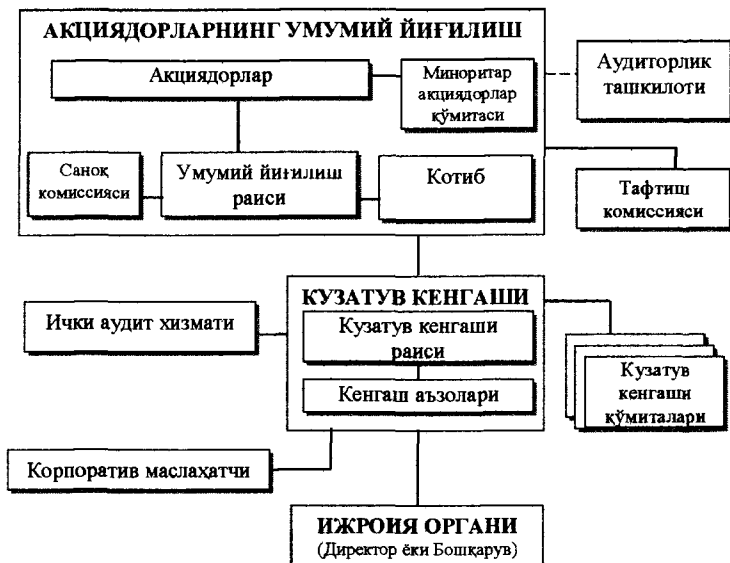 АКЦИЯДОРЛАРНИНГ УМУМИЙ ЙИҒИЛИШ
Акциядорлар
Миноритар
акциядорлар
қўмитаси
Аудиторлик
ташкилоти
Саноқ
комиссияси
Умумий йиғилиш
раиси
Котиб
Тафтиш
комиссияси
КУЗАТУВ КЕНГАШИ
Ички аудит хизмати
Кузатув кенгаши
раиси
Кенгаш аъзолари
Кузатув
кенгаши
қўмиталари
Корпоратив маслаҳатчи
ИЖРОИЯ ОРГАНИ
(Директор ёки Бошқарув)